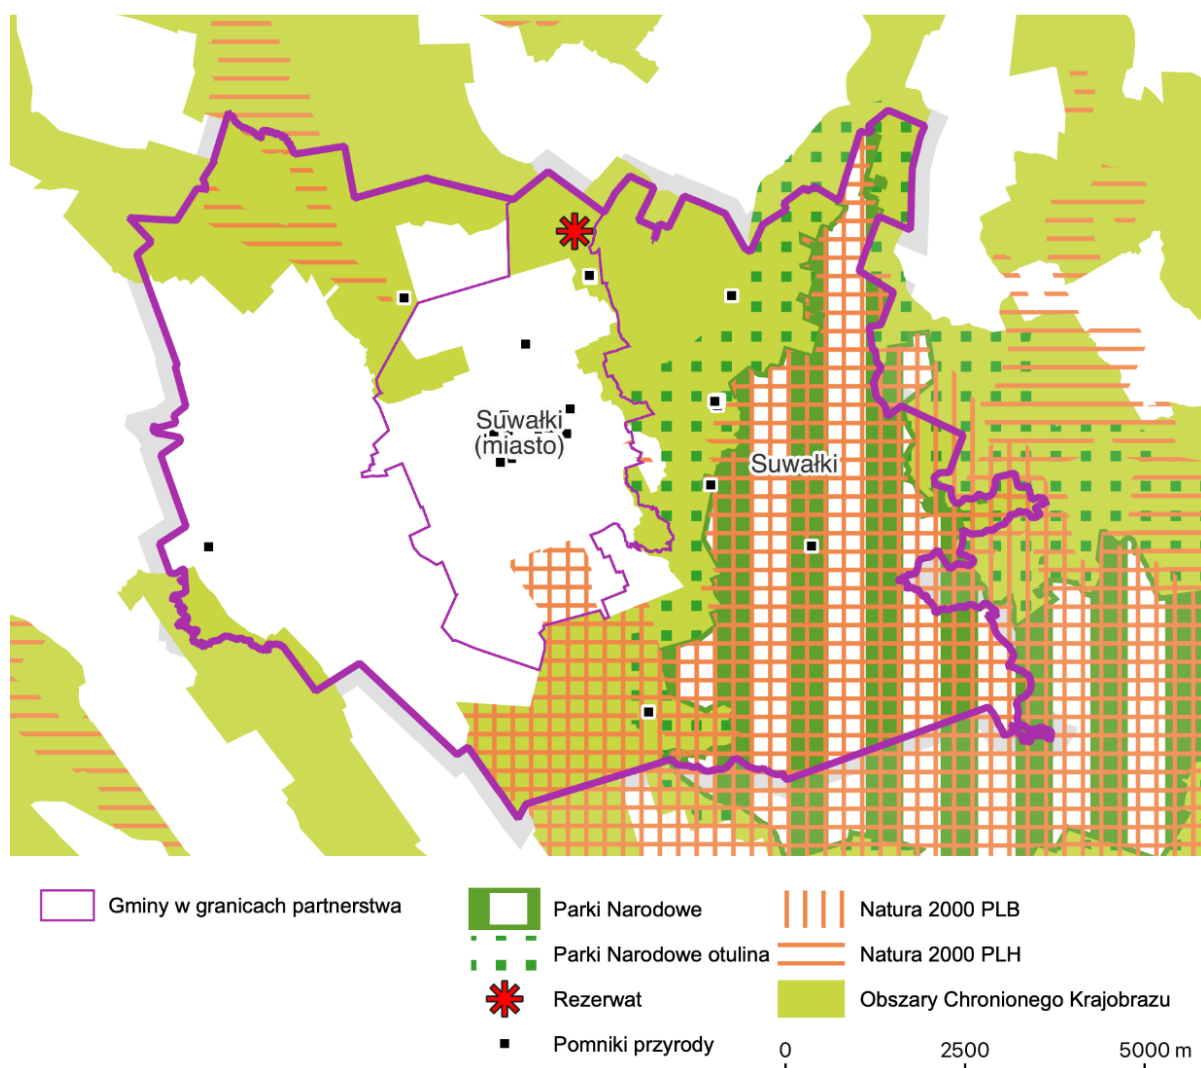 Suwałki
(miasto)
Suwałki
Gminy w granicach partnerstwa
Parki Narodowe
Parki Narodowe otulina
Rezerwat
Pomniki przyrody
Natura 2000 PLB
Natura 2000 PLH
Obszary Chronionego Krajobrazu
0 2500 5000 m